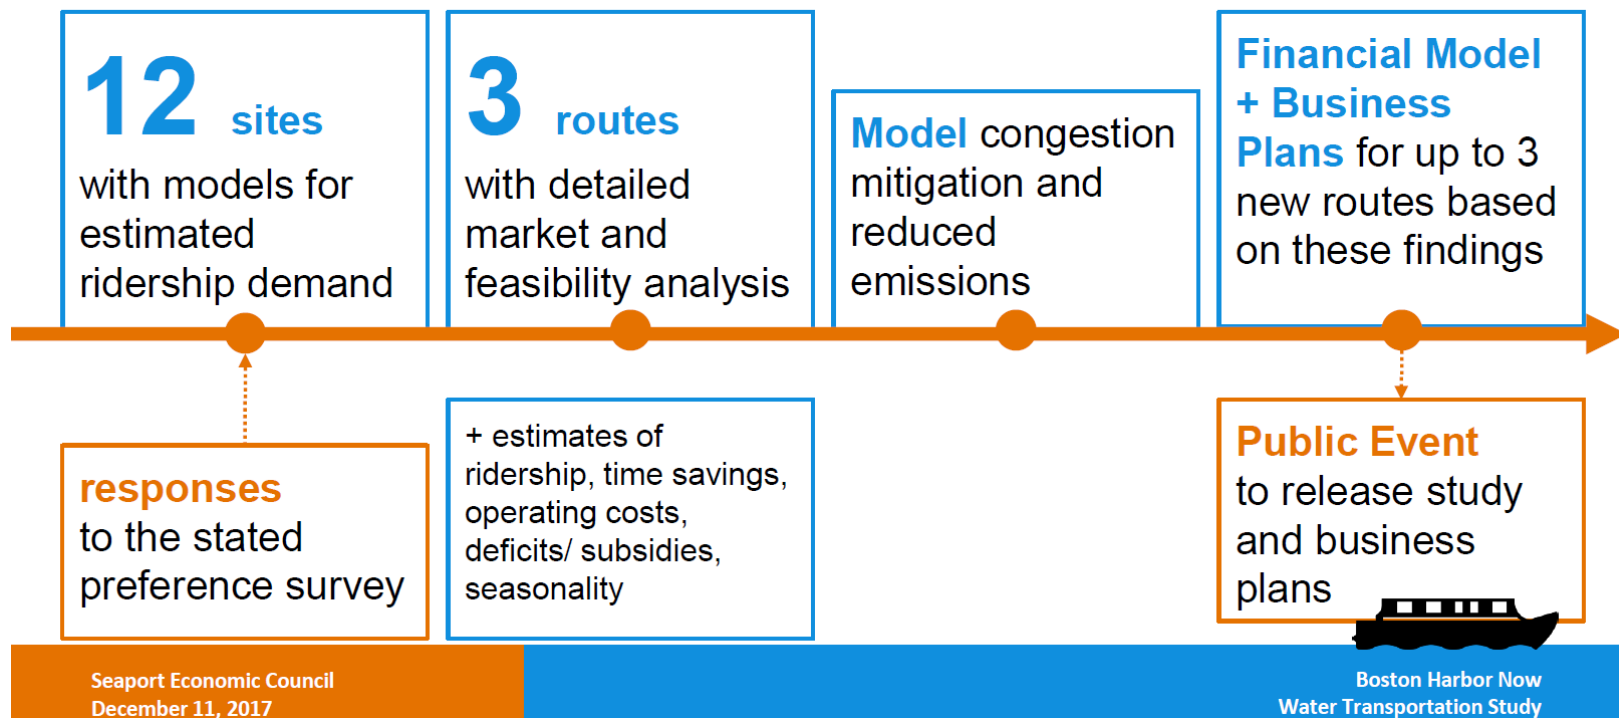 12 sites
with models for
estimated
ridership demand
3 routes
with detailed
market and
feasibility analysis
Model congestion
mitigation and
reduced
emissions
Financial Model
+ Business
Plans for up to 3
new routes based
on these findings
responses
to the stated
preference survey
+ estimates of
ridership, time savings,
operating costs,
deficits/ subsidies,
seasonality
Public Event
to release study
and business
plans
Seaport Economic Council
December 11, 2017
Boston Harbor Now
Water Transportation Study